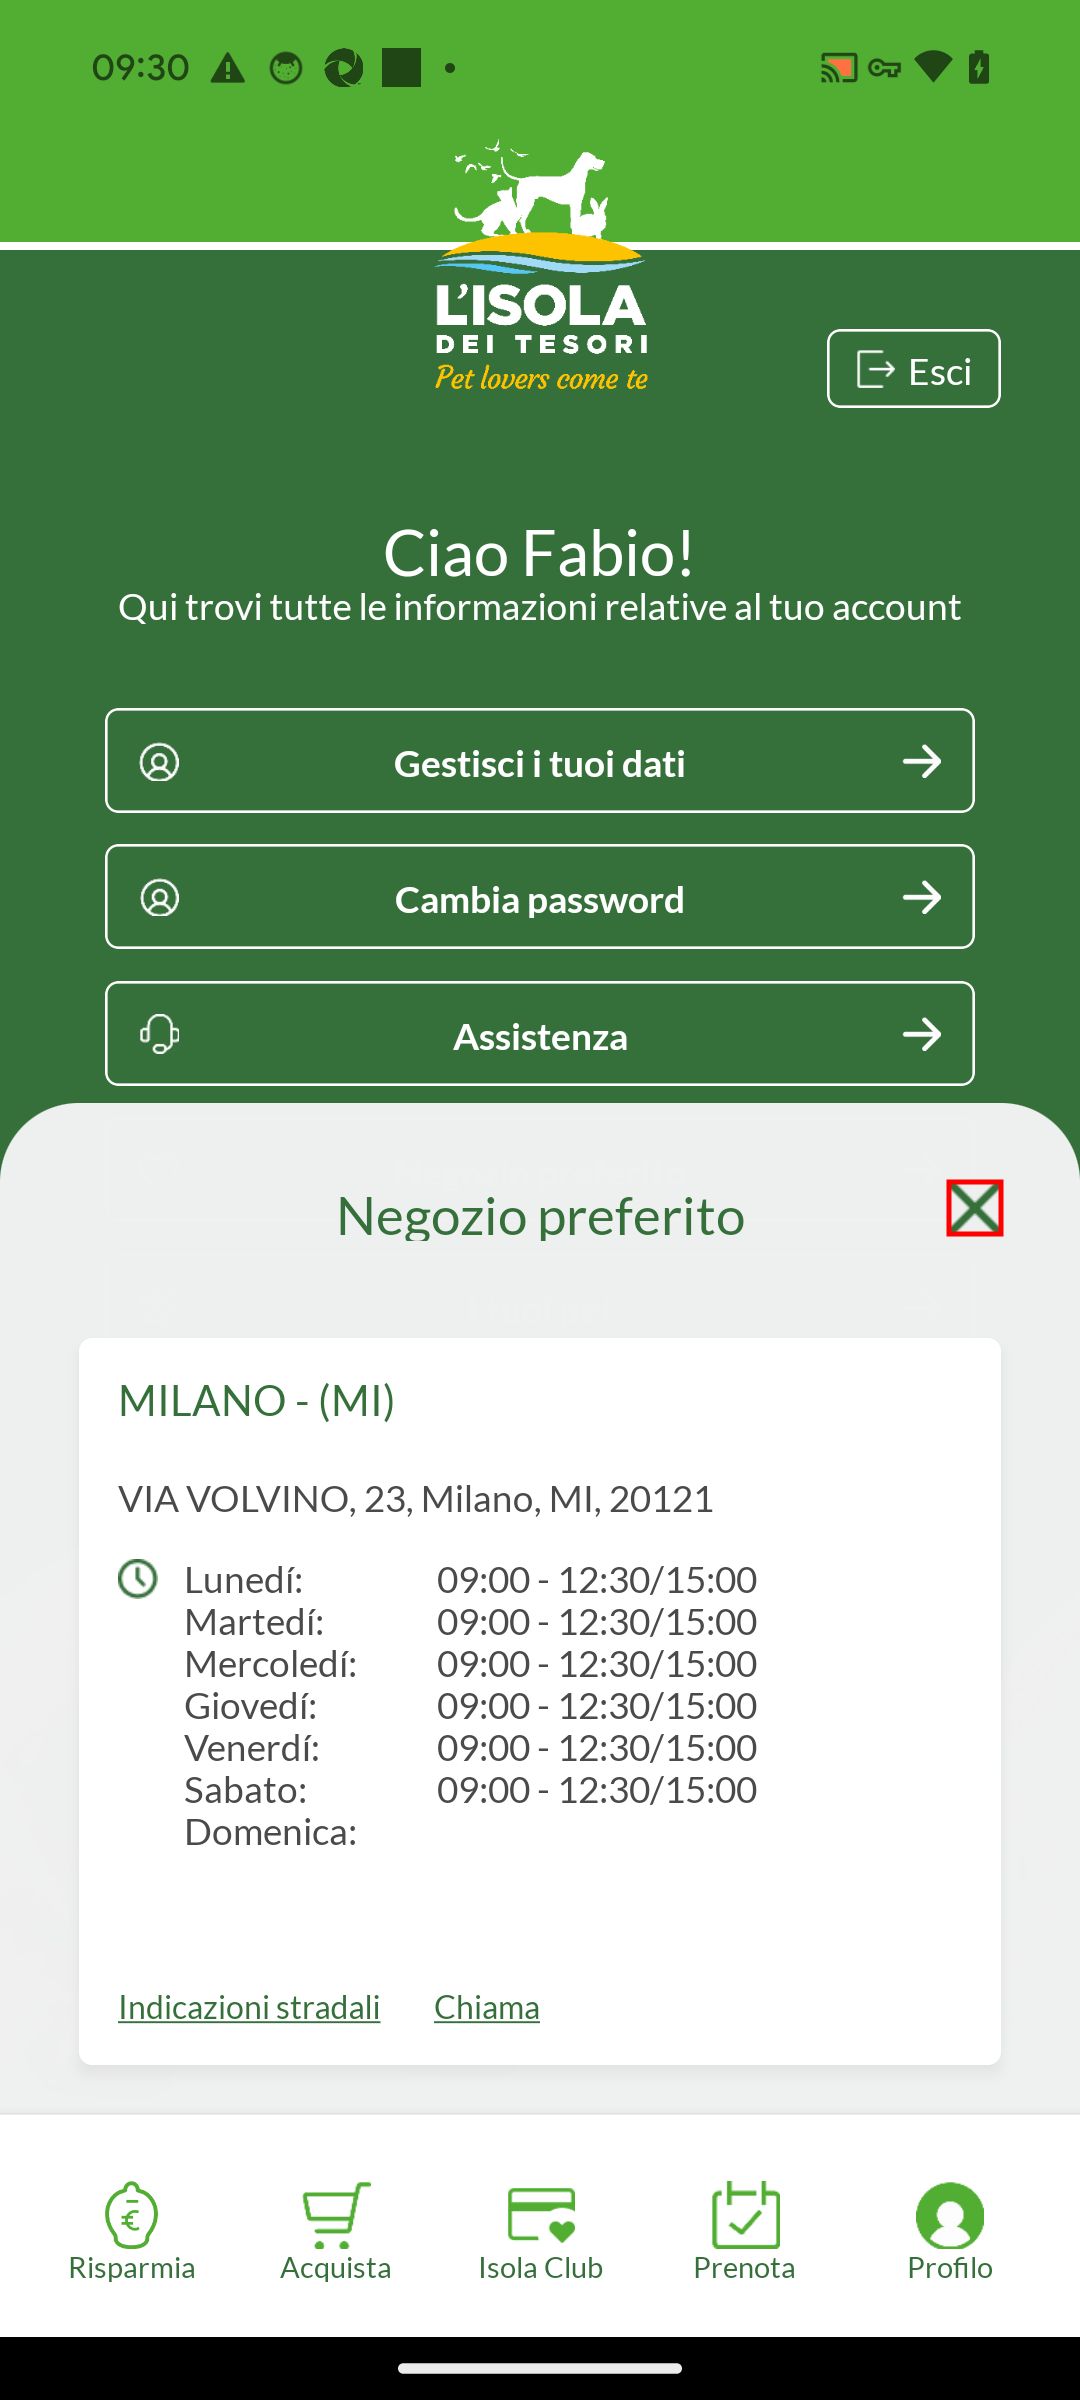 09:30
L'ISOLA
DEI TESORI
Pet lovers come te
Esci
Ciao Fabio!
Qui trovi tutte le informazioni relative al tuo account
Gestisci i tuoi dati
Cambia password
Assistenza
Negozio preferito
MILANO - (MI)
VIA VOLVINO, 23, Milano, MI, 20121
Lunedí: 09:00 - 12:30/15:00
Martedí: 09:00 - 12:30/15:00
Mercoledí: 09:00 - 12:30/15:00
Giovedí: 09:00 - 12:30/15:00
Venerdí: 09:00 - 12:30/15:00
Sabato: 09:00 - 12:30/15:00
Domenica:
Indicazioni stradali Chiama
Risparmia Acquista Isola Club Prenota Profilo